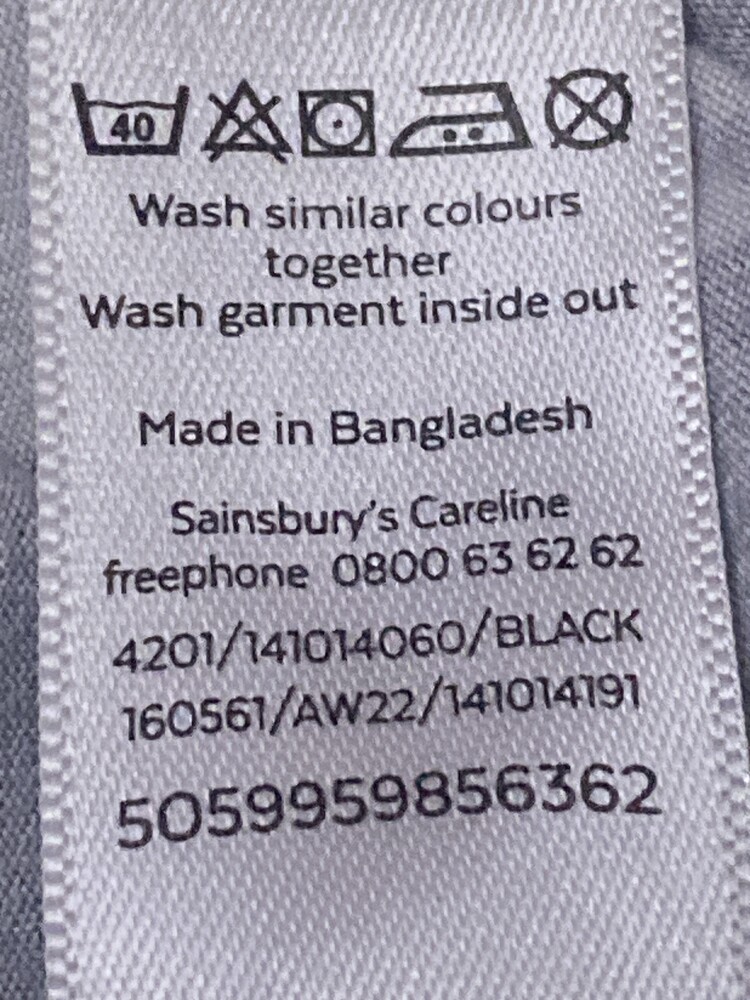 40
Wash similar colours
together
Wash garment inside out
Made in Bangladesh
Sainsbury's Careline
freephone 0800 63 62 62
4201/141014060/BLACK
160561/AW22/141014191
5059959856362